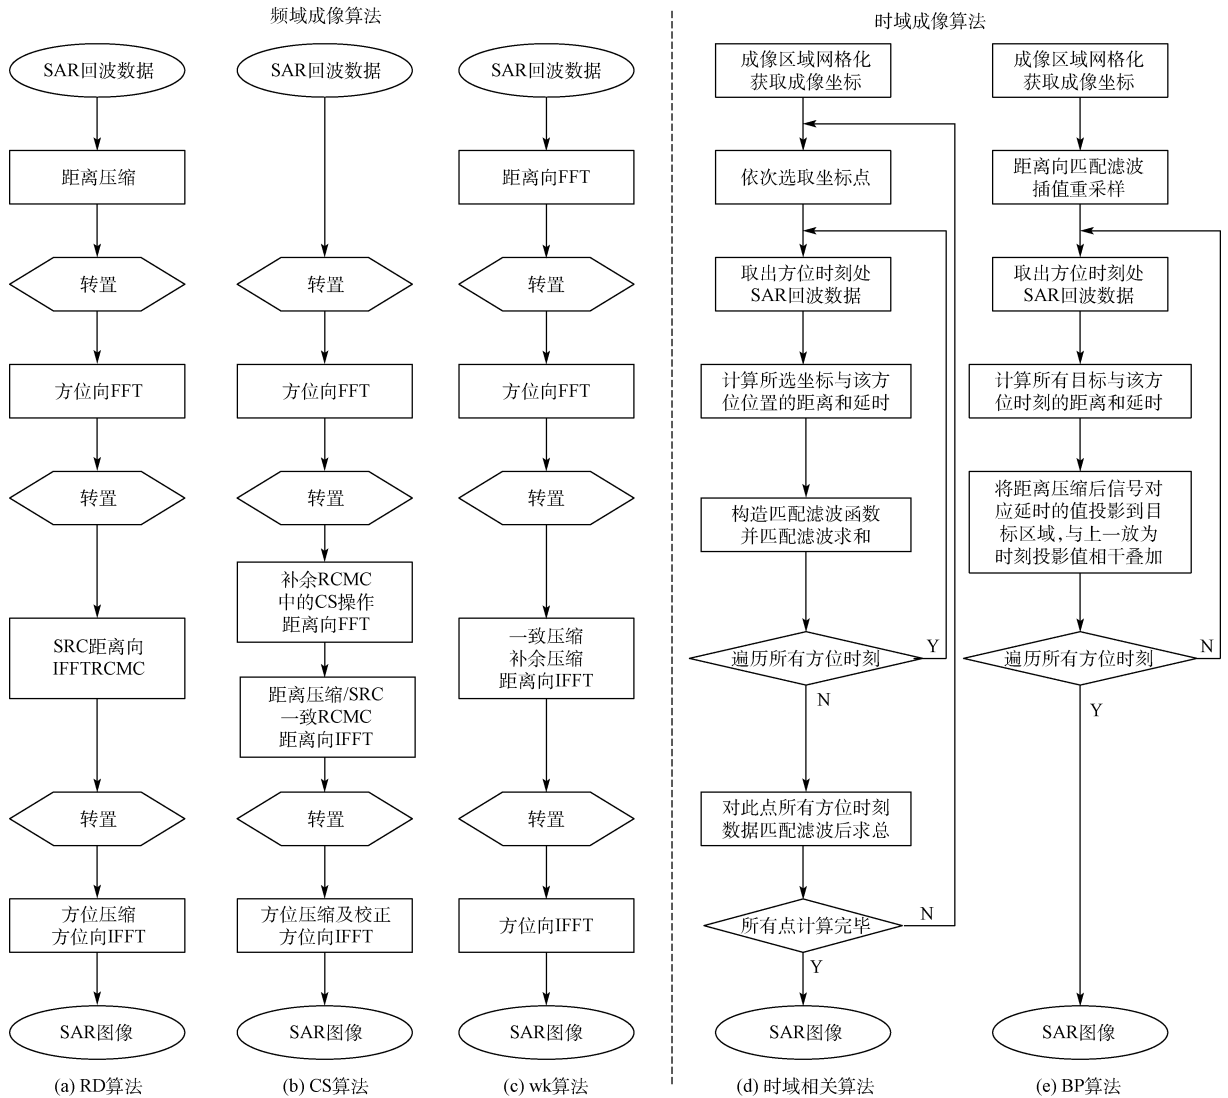 频域成像算法
SAR回波数据
距离压缩
转置
方位向FFT
转置
SRC距离向
IFFTRCMC
转置
方位压缩
方位向IFFT
SAR图像
(a) RD算法
SAR回波数据
转置
方位向FFT
转置
补余RCMC
中的CS操作
距离向FFT
距离压缩/SRC
一致RCMC
距离向IFFT
转置
方位压缩及校正
方位向IFFT
SAR图像
(b) CS算法
SAR回波数据
距离向FFT
转置
方位向FFT
转置
一致压缩
补余压缩
距离向IFFT
转置
方位向IFFT
SAR图像
(c) wk算法
时域成像算法
成像区域网格化
获取成像坐标
依次选取坐标点
取出方位时刻处
SAR回波数据
计算所选坐标与该方
位位置的距离和延时
构造匹配滤波函数
并匹配滤波求和
遍历所有方位时刻
Y
N
对此点所有方位时刻
数据匹配滤波后求总
所有点计算完毕
N
Y
SAR图像
(d) 时域相关算法
成像区域网格化
获取成像坐标
距离向匹配滤波
插值重采样
取出方位时刻处
SAR回波数据
计算所有目标与该方
位时刻的距离和延时
将距离压缩后信号对
应延时的值投影到目
标区域,与上一放为
时刻投影值相干叠加
遍历所有方位时刻
N
Y
SAR图像
(e) BP算法